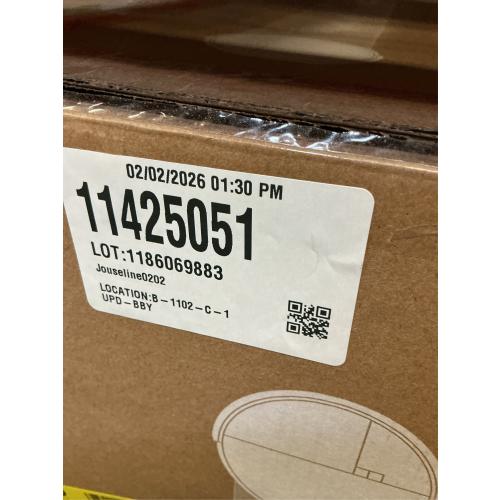 02/02/2026 01:30 PM
11425051
LOT:1186069883
Jouseline0202
LOCATION:B-1102-C-1
UPD-BBY